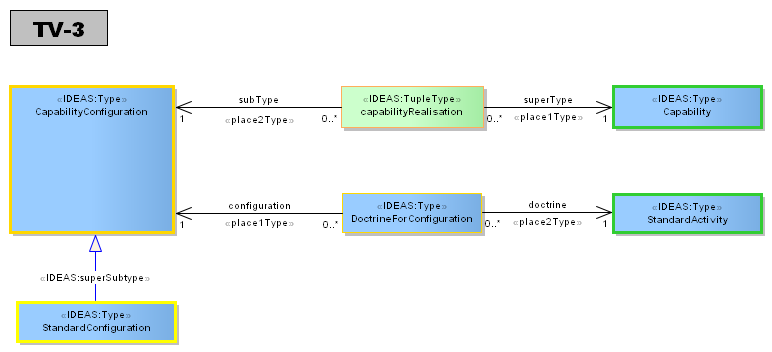 TV-3
«IDEAS:Type»
CapabilityConfiguration
subType
1
«place2Type»
0..*
«IDEAS:TupleType»
capabilityRealisation
superType
0..*
«place1Type»
1
«IDEAS:Type»
Capability
configuration
1
«place1Type»
0..*
«IDEAS:Type»
DoctrineForConfiguration
doctrine
0..*
«place2Type»
1
«IDEAS:Type»
StandardActivity
«IDEAS:superSubtype»
«IDEAS:Type»
StandardConfiguration